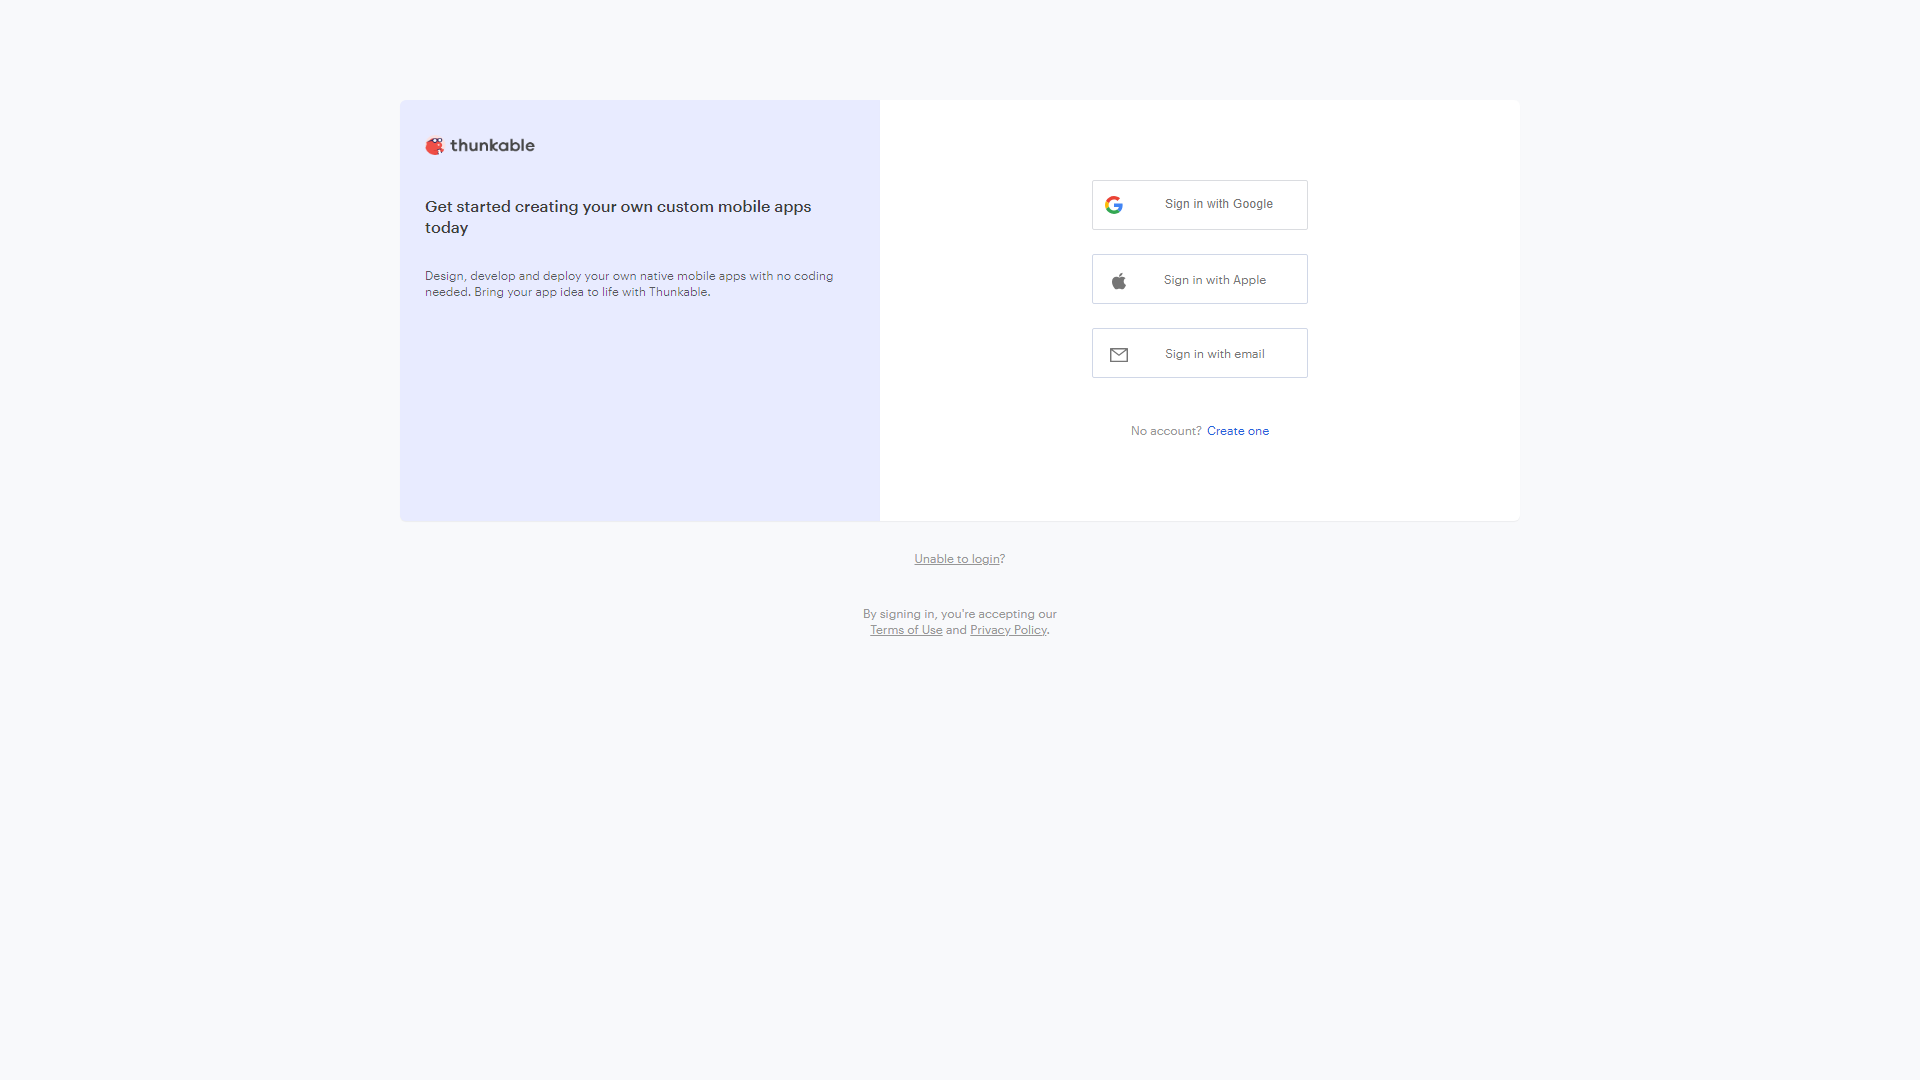 thunkable
Get started creating your own custom mobile apps
today
Design, develop and deploy your own native mobile apps with no coding
needed. Bring your app idea to life with Thunkable.
Sign in with Google
Sign in with Apple
Sign in with email
No account? Create one
Unable to login?
By signing in, you're accepting our
Terms of Use and Privacy Policy.